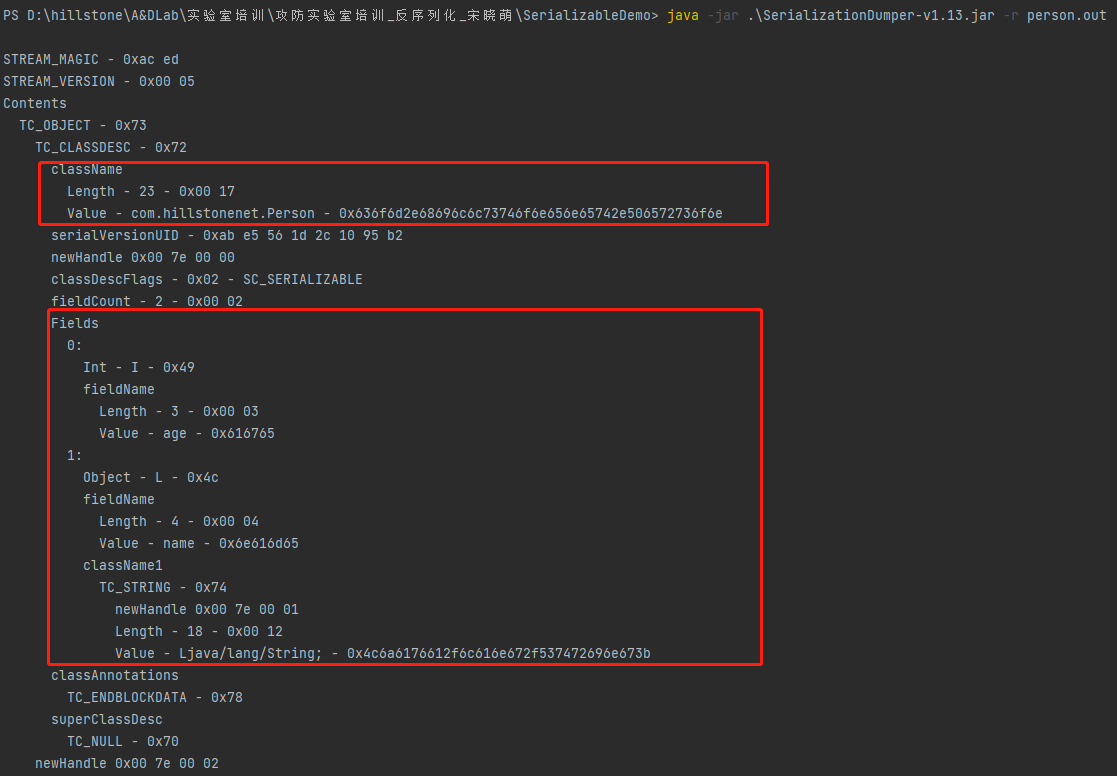 PS D:\hillstone\A&DLab\实验室培训\攻防实验室培训_反序列化_宋晓萌\SerializableDemo> java -jar .\SerializationDumper-v1.13.jar -r person.out
STREAM_MAGIC - 0xac ed
STREAM_VERSION - 0x00 05
Contents
TC_OBJECT - 0x73
TC_CLASSDESC - 0x72
className
Length - 23 - 0x00 17
Value - com.hillstonenet.Person - 0x636f6d2e68696c6c73746f6e656e65742e506572736f6e
serialVersionUID - 0xab e5 56 1d 2c 10 95 b2
newHandle 0x00 7e 00 00
classDescFlags - 0x02 - SC_SERIALIZABLE
fieldCount - 2 - 0x00 02
Fields
0:
Int - I - 0x49
fieldName
Length - 3 - 0x00 03
Value - age - 0x616765
1:
Object - L - 0x4c
fieldName
Length - 4 - 0x00 04
Value - name - 0x6e616d65
className1
TC_STRING - 0x74
newHandle 0x00 7e 00 01
Length - 18 - 0x00 12
Value - Ljava/lang/String; - 0x4c6a6176612f6c616e672f537472696e673b
classAnnotations
TC_ENDBLOCKDATA - 0x78
superClassDesc
TC_NULL - 0x70
newHandle 0x00 7e 00 02